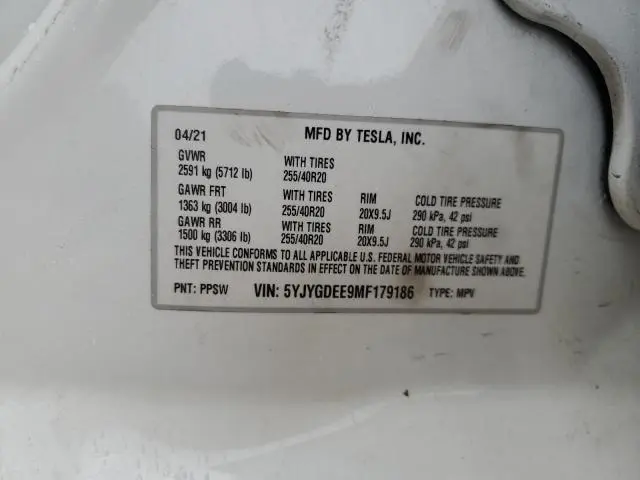 04/21 MFD BY TESLA, INC.
GVWR WITH TIRES
2591 kg (5712 lb) 255/40R20
GAWR FRT WITH TIRES RIM COLD TIRE PRESSURE
1363 kg (3004 lb) 255/40R20 20X9.5J 290 kPa, 42 psi
GAWR RR WITH TIRES RIM COLD TIRE PRESSURE
1500 kg (3306 lb) 255/40R20 20X9.5J 290 kPa, 42 psi
THIS VEHICLE CONFORMS TO ALL APPLICABLE U.S. FEDERAL MOTOR VEHICLE SAFETY AND
THEFT PREVENTION STANDARDS IN EFFECT ON THE DATE OF MANUFACTURE SHOWN ABOVE.
PNT: PPSW VIN: 5YJYGDEE9MF179186 TYPE: MPV